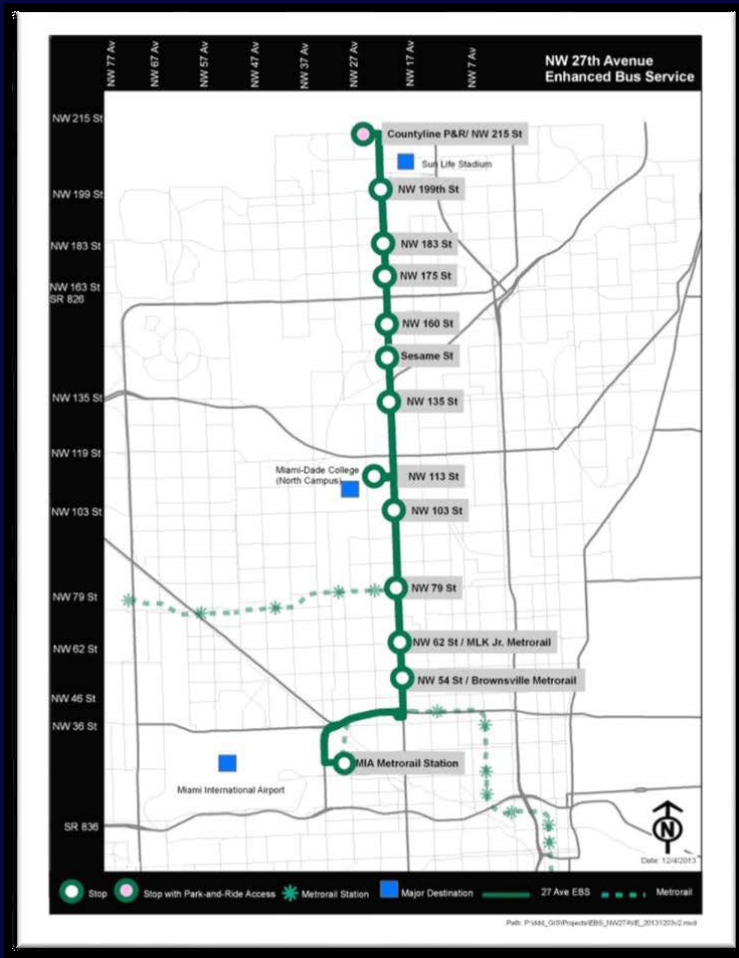 NW 77 Av
NW 67 Av
NW 57 Av
NW 47 Av
NW 37 Av
NW 27 Av
NW 17 Av
NW 7 Av
NW 27th Avenue
Enhanced Bus Service
NW 215 St
Countyline P&R/ NW 215 St
Sun Life Stadium
NW 199 St
NW 199th St
NW 183 St
NW 183 St
NW 175 St
NW 163 St
SR 826
NW 160 St
Sesame St
NW 135 St
NW 135 St
NW 119 St
Miami-Dade College
(North Campus)
NW 113 St
NW 103 St
NW 103 St
NW 79 St
NW 79 St
NW 62 St
NW 62 St / MLK Jr. Metrorail
NW 54 St / Brownsville Metrorail
NW 46 St
NW 36 St
MIA Metrorail Station
Miami International Airport
SR 836
N
Date: 12/4/2013
Stop
Stop with Park-and-Ride Access
Metrorail Station
Major Destination
27 Ave EBS
Metrorail